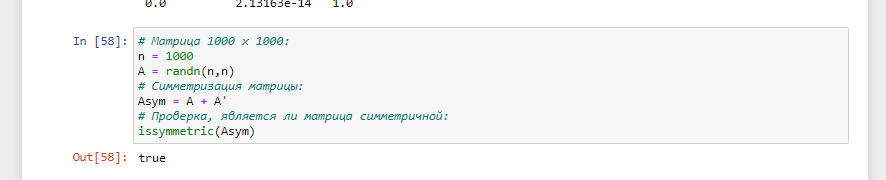 0.0 2.13163e-14 1.0
In [58]: # Матрица 1000 x 1000:
n = 1000
A = randn(n,n)
# Симметризация матрицы:
Asym = A + A'
# Проверка, является ли матрица симметричной:
issymmetric(Asym)
Out[58]: true